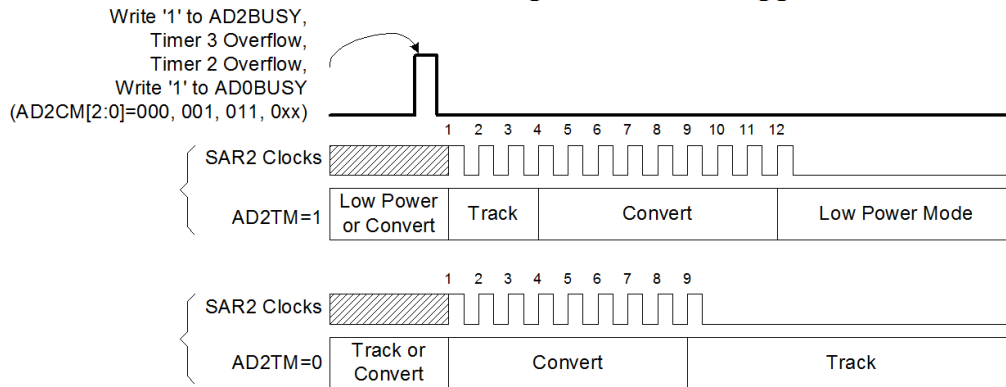 Write '1' to AD2BUSY,
Timer 3 Overflow,
Timer 2 Overflow,
Write '1' to AD0BUSY
(AD2CM[2:0]=000, 001, 011, 0xx)
1 2 3 4 5 6 7 8 9 10 11 12
SAR2 Clocks
AD2TM=1
Low Power
or Convert
Track
Convert
Low Power Mode
1 2 3 4 5 6 7 8 9
SAR2 Clocks
AD2TM=0
Track or
Convert
Convert
Track